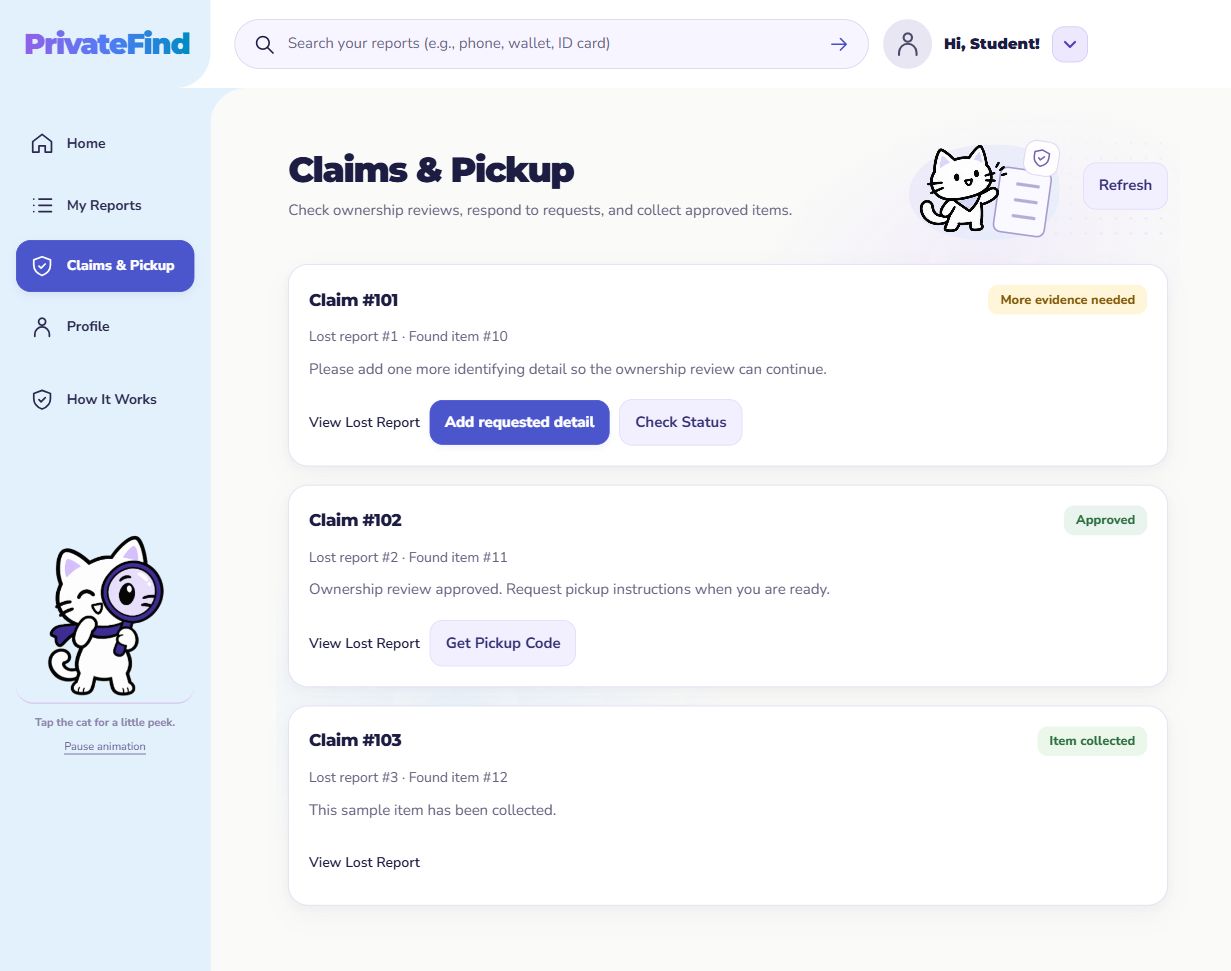 PrivateFind
Search your reports (e.g., phone, wallet, ID card)
Hi, Student!
Home
My Reports
Claims & Pickup
Profile
How It Works
Tap the cat for a little peek.
Pause animation
Claims & Pickup
Check ownership reviews, respond to requests, and collect approved items.
Refresh
Claim #101
More evidence needed
Lost report #1 · Found item #10
Please add one more identifying detail so the ownership review can continue.
View Lost Report
Add requested detail
Check Status
Claim #102
Approved
Lost report #2 · Found item #11
Ownership review approved. Request pickup instructions when you are ready.
View Lost Report
Get Pickup Code
Claim #103
Item collected
Lost report #3 · Found item #12
This sample item has been collected.
View Lost Report